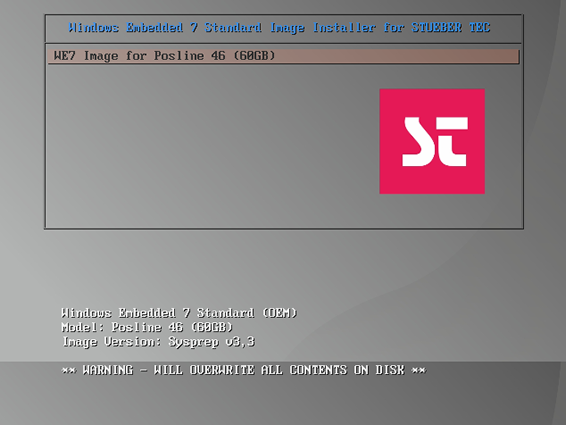 Windows Embedded 7 Standard Image Installer for STUEBER TEC
WE7 Image for Posline 46 (60GB)
St
Windows Embedded 7 Standard (OEM)
Model: Posline 46 (60GB)
Image Version: Sysprep v3,3
** WARNING - WILL OVERWRITE ALL CONTENTS ON DISK **